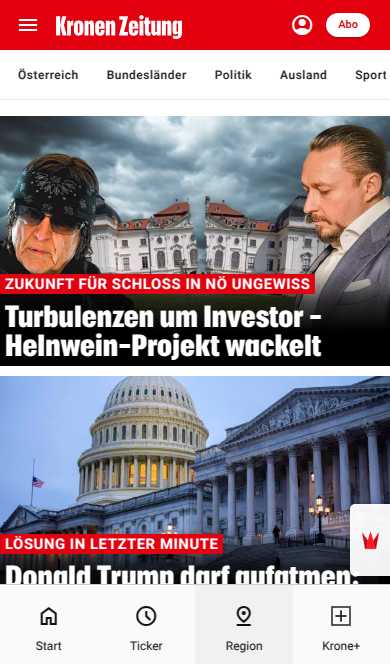 Kronen Zeitung
Abo
Österreich Bundesländer Politik Ausland Sport
ZUKUNFT FÜR SCHLOSS IN NÖ UNGEWISS
Turbulenzen um Investor –
Helnwein-Projekt wackelt
LÖSUNG IN LETZTER MINUTE
Donald Trump darf aufatmen:
Start Ticker Region Krone+